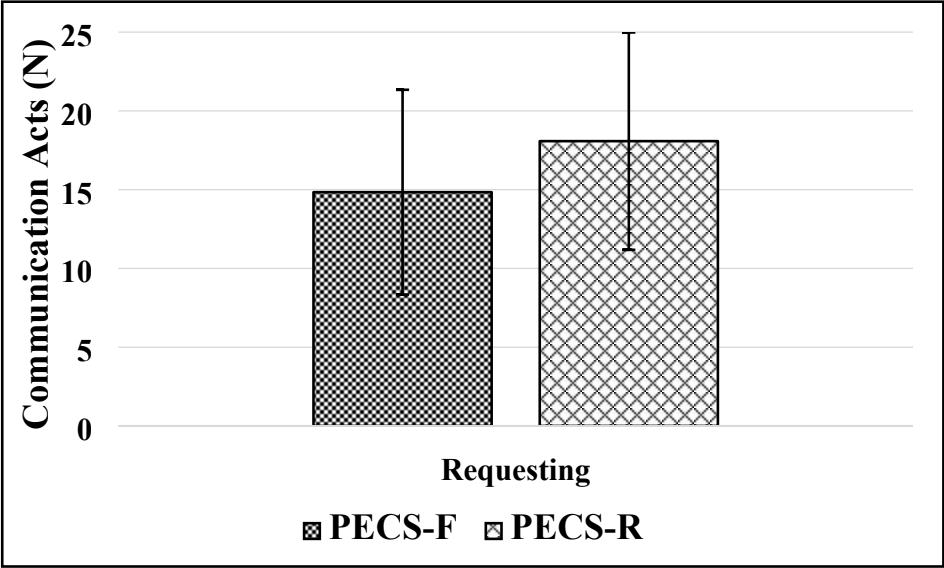 Communication Acts (N)
25
20
15
10
5
0
Requesting
PECS-F PECS-R